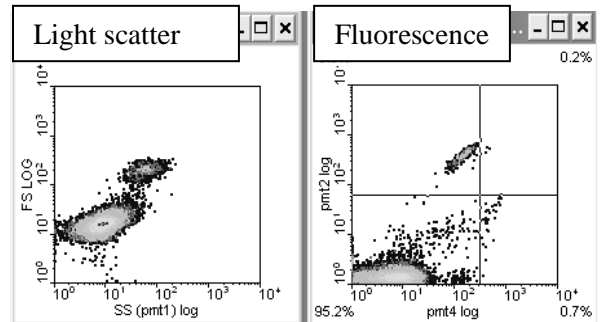 Light scatter
Fluorescence
0.2%
10⁴
10³
10²
10¹
10⁰
FS LOG
10⁰ 10¹ 10² 10³ 10⁴
SS (pmt1) log
10⁴
10³
10²
10¹
10⁰
pmt2 log
10⁰ 10¹ 10² 10³ 10⁴
95.2% pmt4 log 0.7%